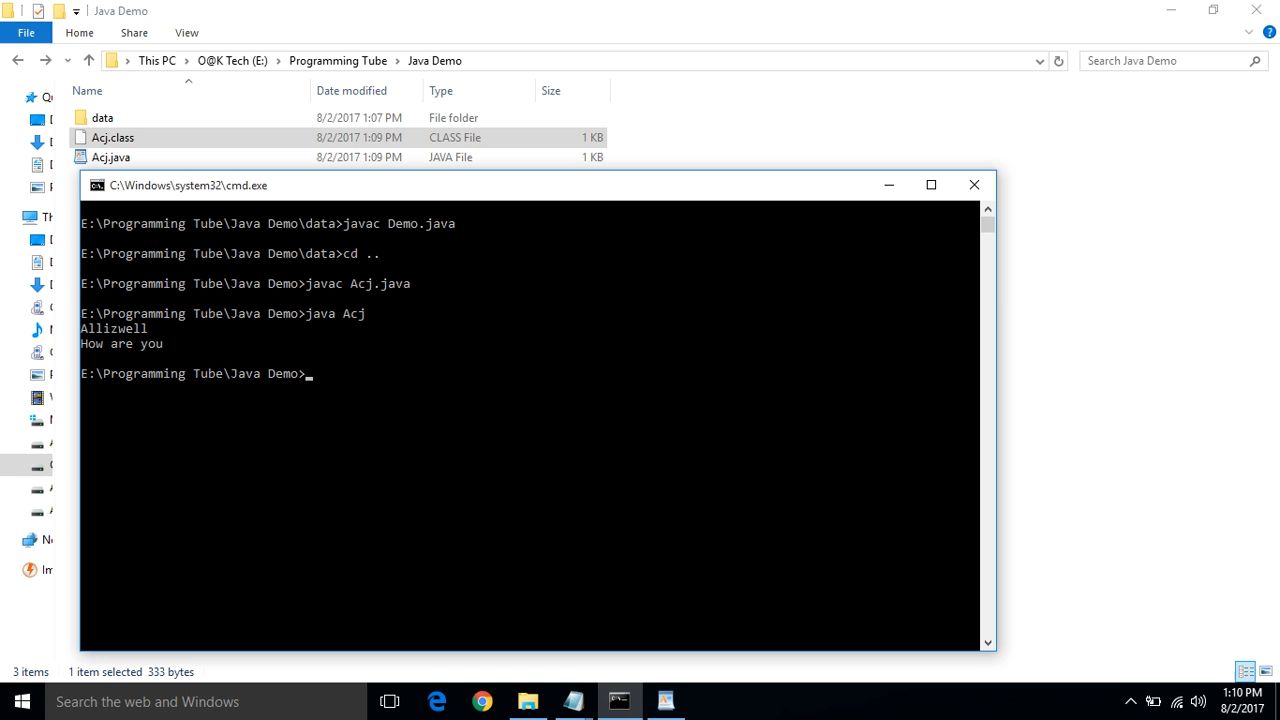 Java Demo
File Home Share View
This PC O@K Tech (E:) Programming Tube Java Demo Search Java Demo
Name Date modified Type Size
data 8/2/2017 1:07 PM File folder
Acj.class 8/2/2017 1:09 PM CLASS File 1 KB
Acj.java 8/2/2017 1:09 PM JAVA File 1 KB
C:\Windows\system32\cmd.exe
E:\Programming Tube\Java Demo\data>javac Demo.java
E:\Programming Tube\Java Demo\data>cd ..
E:\Programming Tube\Java Demo>javac Acj.java
E:\Programming Tube\Java Demo>java Acj
Allizwell
How are you
E:\Programming Tube\Java Demo>_
3 items 1 item selected 333 bytes
Search the web and Windows
1:10 PM
8/2/2017